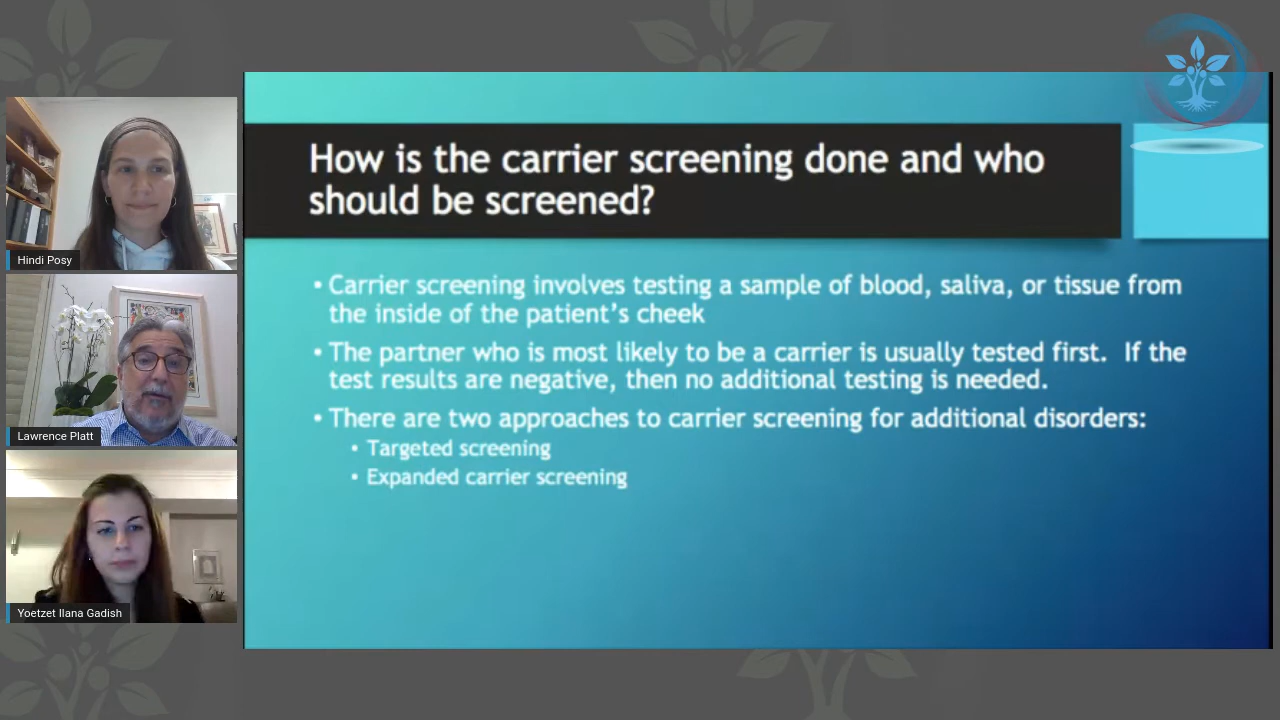 How is the carrier screening done and who
should be screened?
• Carrier screening involves testing a sample of blood, saliva, or tissue from
the inside of the patient’s cheek
• The partner who is most likely to be a carrier is usually tested first. If the
test results are negative, then no additional testing is needed.
• There are two approaches to carrier screening for additional disorders:
• Targeted screening
• Expanded carrier screening
Hindi Posy
Lawrence Platt
Yoetzet Ilana Gadish